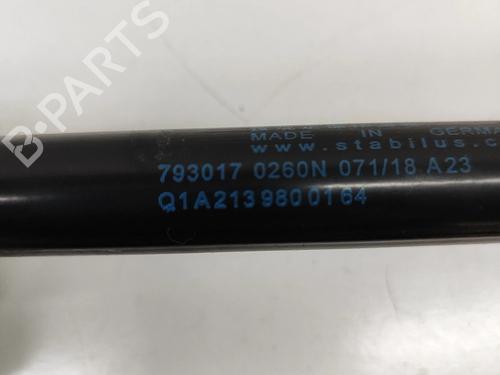 MADE IN GERMA
www.stabilus.c
793017 0260N 071/18 A23
Q1A2139800164
B-PARTS